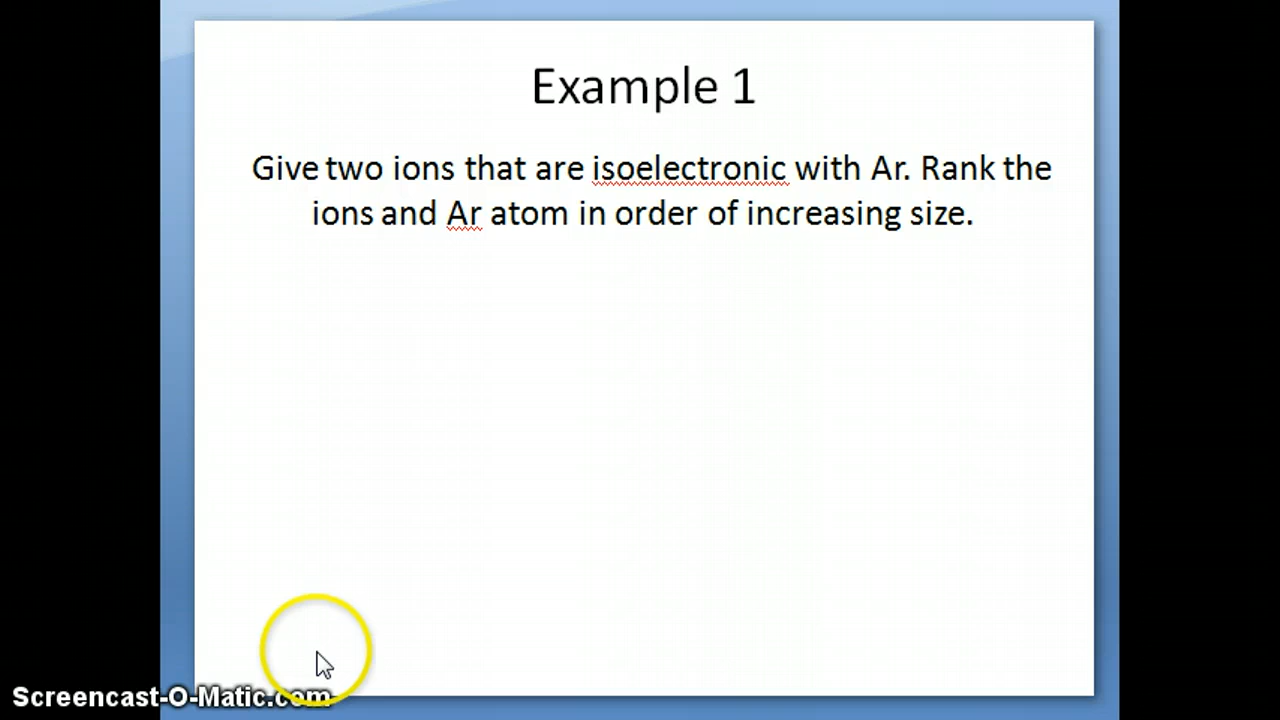 Example 1
Give two ions that are isoelectronic with Ar. Rank the
ions and Ar atom in order of increasing size.
Screencast-O-Matic.com